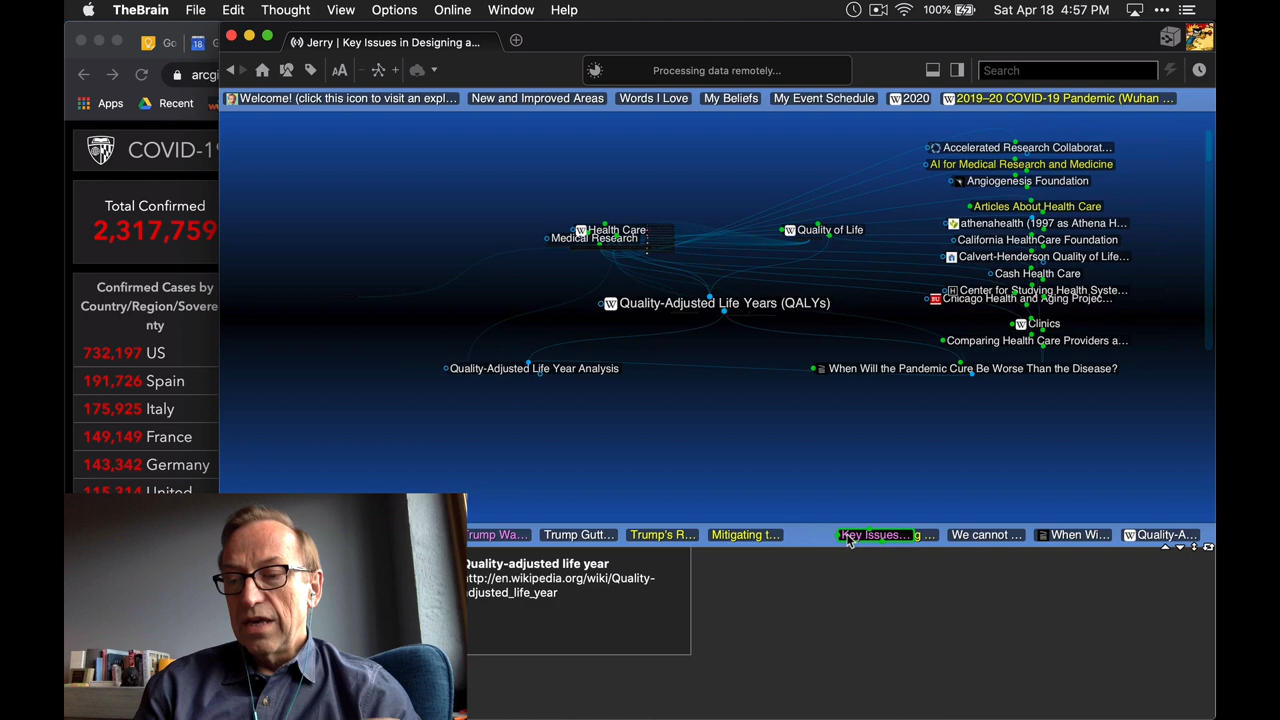 TheBrain File Edit Thought View Options Online Window Help 100% Sat Apr 18 4:57 PM
Jerry | Key Issues in Designing a...
Go
18
arcgi
Processing data remotely...
Search
Apps Recent
Welcome! (click this icon to visit an expl... New and Improved Areas Words I Love My Beliefs My Event Schedule 2020 2019–20 COVID-19 Pandemic (Wuhan ...
COVID-19
Total Confirmed
2,317,759
Confirmed Cases by
Country/Region/Sovere
nty
732,197 US
191,726 Spain
175,925 Italy
149,149 France
143,342 Germany
115,314 United
Health Care
Medical Research
Quality of Life
Quality-Adjusted Life Years (QALYs)
Quality-Adjusted Life Year Analysis
When Will the Pandemic Cure Be Worse Than the Disease?
Accelerated Research Collaborat...
AI for Medical Research and Medicine
Angiogenesis Foundation
Articles About Health Care
athenahealth (1997 as Athena H...
California HealthCare Foundation
Calvert-Henderson Quality of Life...
Cash Health Care
Center for Studying Health Syste...
Chicago Health and Aging Projec...
Clinics
Comparing Health Care Providers a...
Trump Wa... Trump Gutt... Trump's R... Mitigating t... Key Issues... g ... We cannot ... When Wi... Quality-A...
Quality-adjusted life year
http://en.wikipedia.org/wiki/Quality-
adjusted_life_year